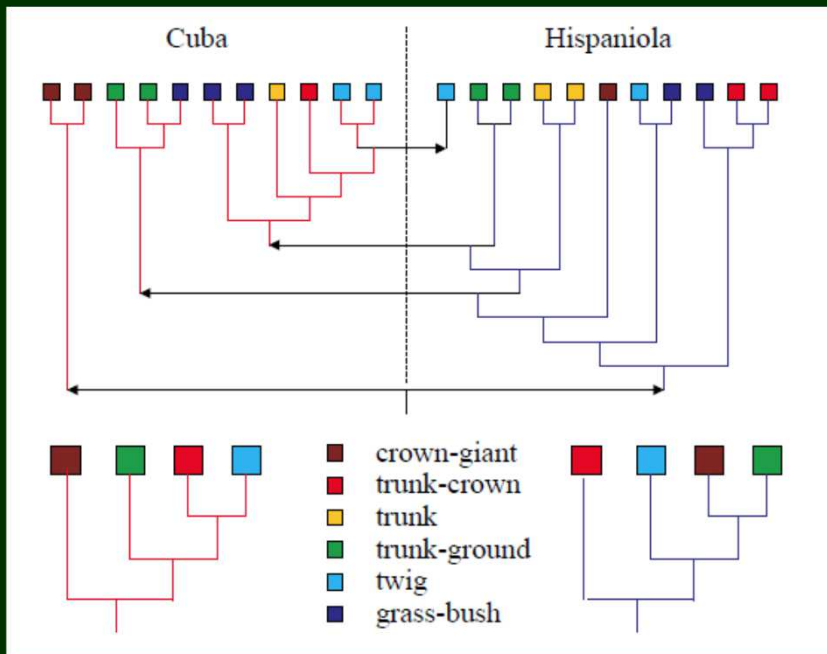 Cuba
Hispaniola
crown-giant
trunk-crown
trunk
trunk-ground
twig
grass-bush